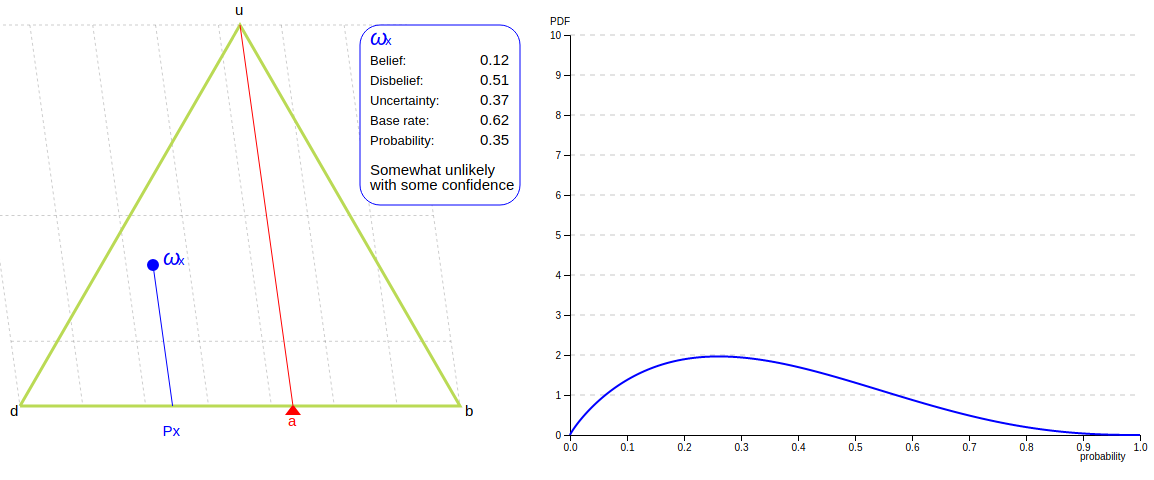 u
ωx
Belief: 0.12
Disbelief: 0.51
Uncertainty: 0.37
Base rate: 0.62
Probability: 0.35
Somewhat unlikely
with some confidence
ωx
d
b
a
Px
PDF
10
9
8
7
6
5
4
3
2
1
0
0.0 0.1 0.2 0.3 0.4 0.5 0.6 0.7 0.8 0.9 1.0
probability